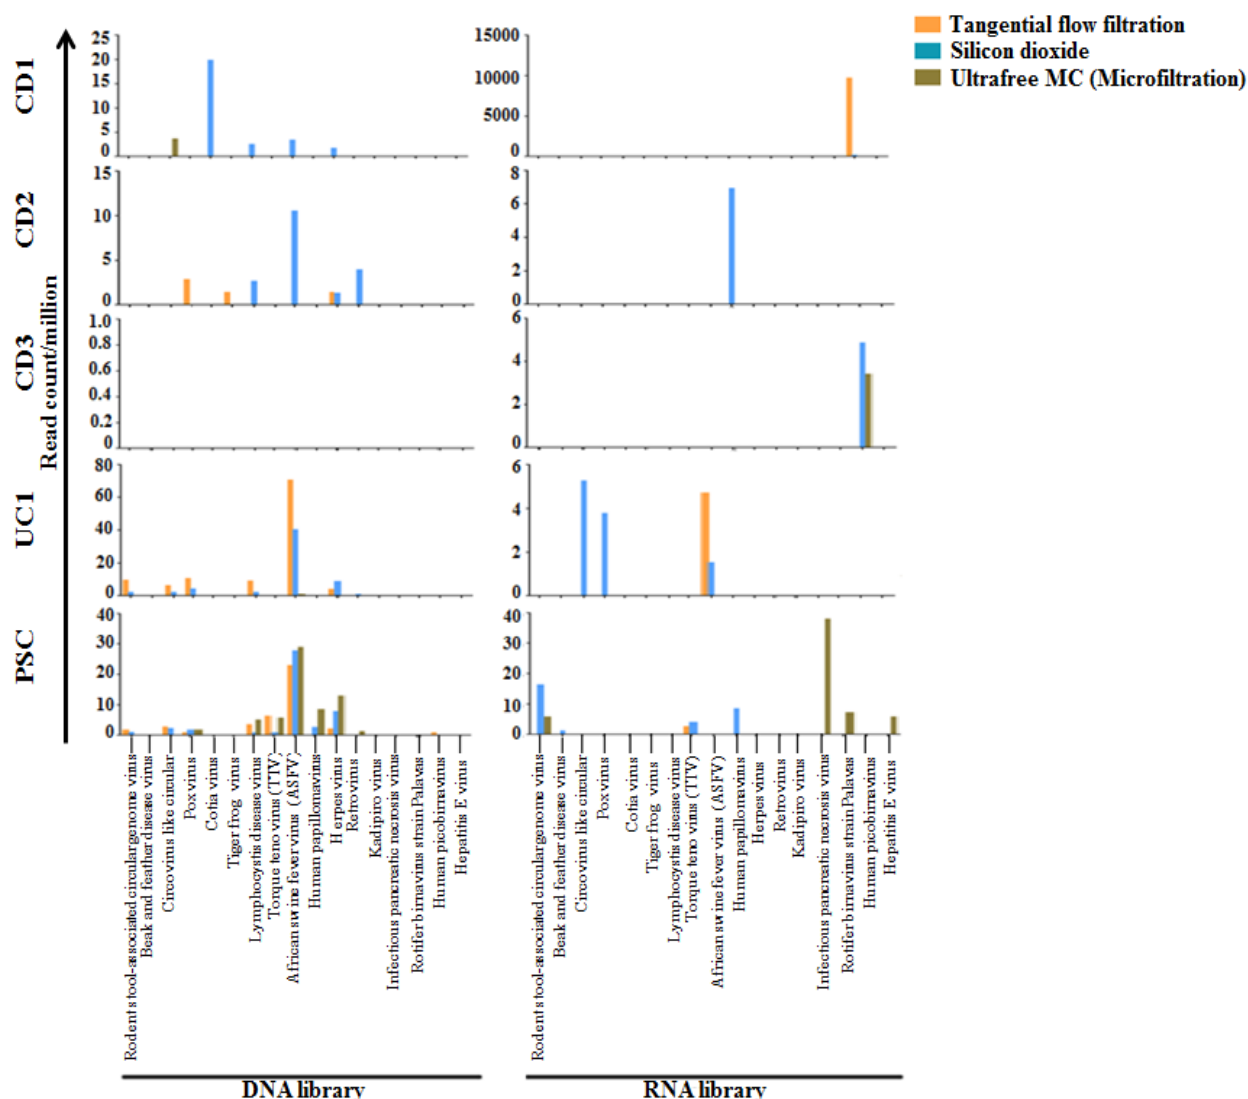 Tangential flow filtration
Silicon dioxide
Ultrafree MC (Microfiltration)
Read count/million
CD1
25
20
15
10
5
0
15000
10000
5000
0
CD2
15
10
5
0
8
6
4
2
0
CD3
1.0
0.8
0.6
0.4
0.2
0
6
4
2
0
UC1
80
60
40
20
0
6
4
2
0
PSC
40
30
20
10
0
40
30
20
10
0
Rodent stool-associated circular genome virus
Beak and feather disease virus
Circovirus like circular
Pox virus
Cotia virus
Tiger frog virus
Lymphocystis disease virus
Torque teno virus (TTV)
African swine fever virus (ASFV)
Human papillomavirus
Herpes virus
Retrovirus
Kadipiro virus
Infectious pancreatic necrosis virus
Rotifer birnavirus strain Palavas
Human picobirnavirus
Hepatitis E virus
Rodent stool-associated circular genome virus
Beak and feather disease virus
Circovirus like circular
Pox virus
Cotia virus
Tiger frog virus
Lymphocystis disease virus
Torque teno virus (TTV)
African swine fever virus (ASFV)
Human papillomavirus
Herpes virus
Retrovirus
Kadipiro virus
Infectious pancreatic necrosis virus
Rotifer birnavirus strain Palavas
Human picobirnavirus
Hepatitis E virus
DNA library
RNA library